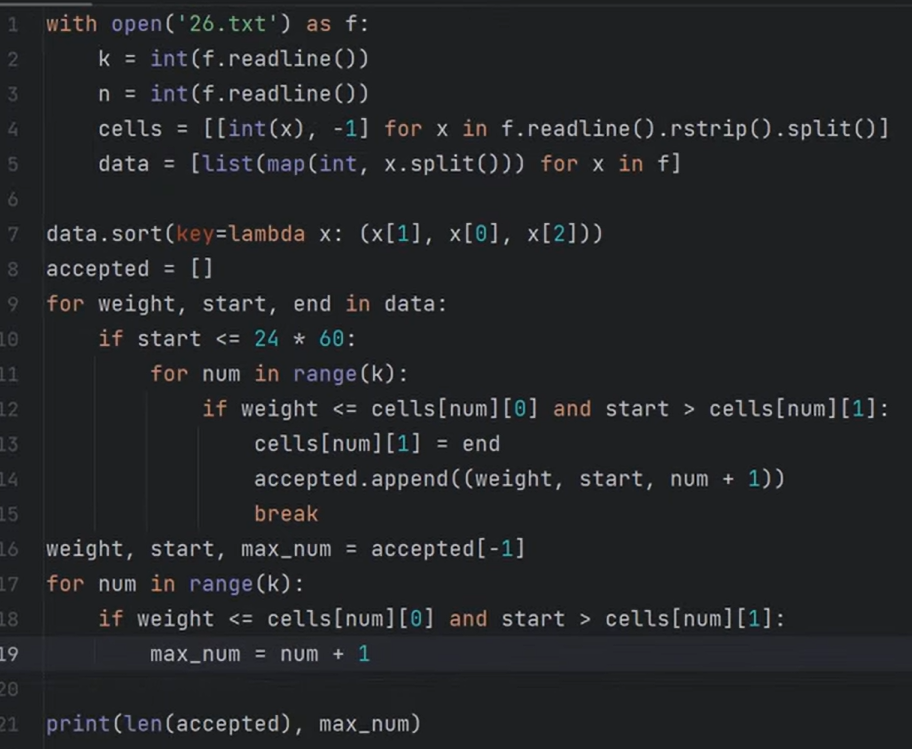 1 with open('26.txt') as f:
2     k = int(f.readline())
3     n = int(f.readline())
4     cells = [[int(x), -1] for x in f.readline().rstrip().split()]
5     data = [list(map(int, x.split())) for x in f]
6
7 data.sort(key=lambda x: (x[1], x[0], x[2]))
8 accepted = []
9 for weight, start, end in data:
10     if start <= 24 * 60:
11         for num in range(k):
12             if weight <= cells[num][0] and start > cells[num][1]:
13                 cells[num][1] = end
14                 accepted.append((weight, start, num + 1))
15                 break
16 weight, start, max_num = accepted[-1]
17 for num in range(k):
18     if weight <= cells[num][0] and start > cells[num][1]:
19         max_num = num + 1
20
21 print(len(accepted), max_num)